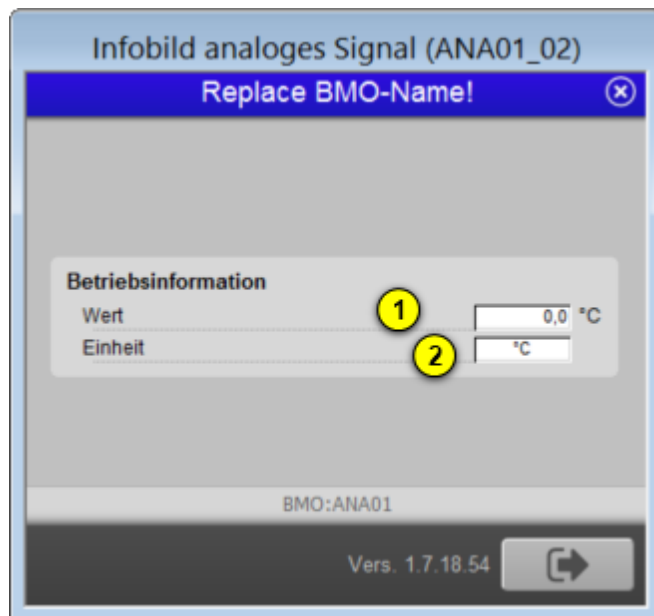 Infobild analoges Signal (ANA01_02)
Replace BMO-Name!
Betriebsinformation
Wert 1 0,0 °C
Einheit 2 °C
BMO:ANA01
Vers. 1.7.18.54